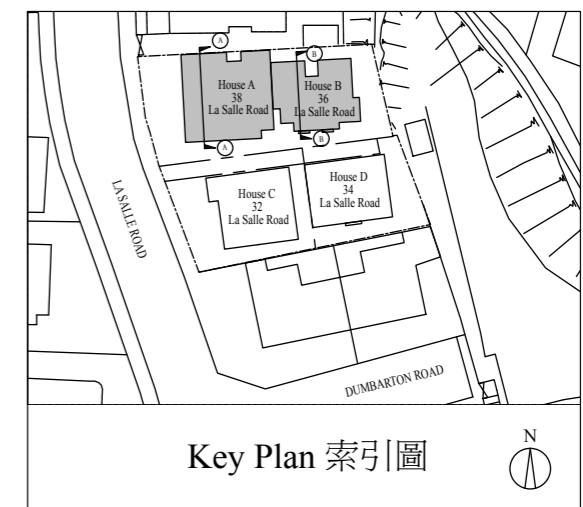 A
B
House A
38
La Salle Road
House B
36
La Salle Road
A
B
House C
32
La Salle Road
House D
34
La Salle Road
LA SALLE ROAD
DUMBARTON ROAD
Key Plan 索引圖
N